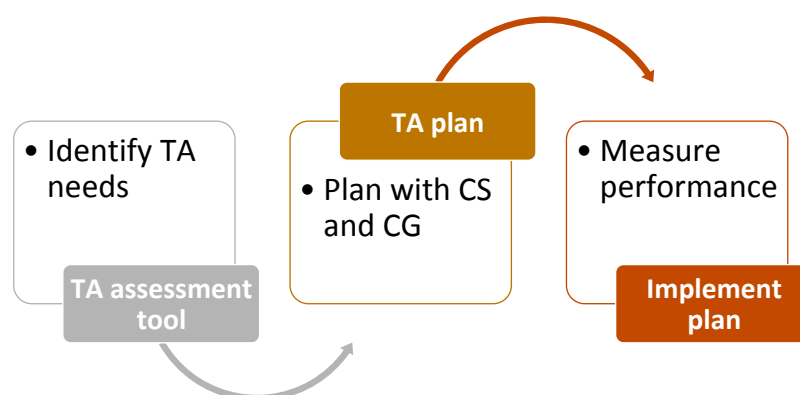 • Identify TA
needs
TA assessment
tool
TA plan
• Plan with CS
and CG
• Measure
performance
Implement
plan